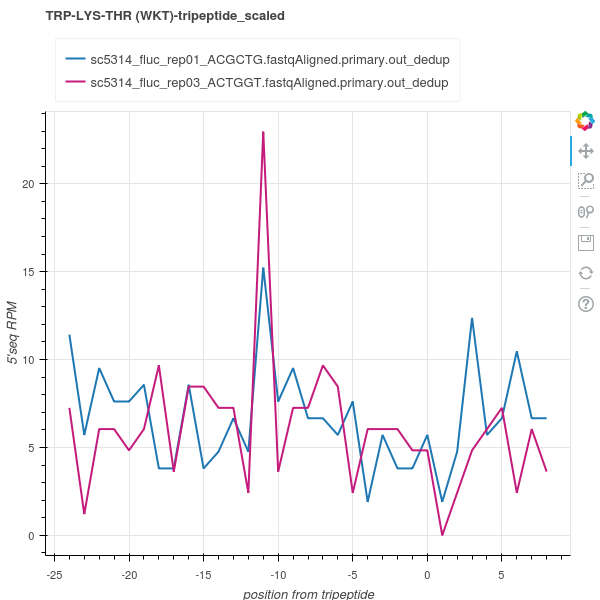 TRP-LYS-THR (WKT)-tripeptide_scaled
sc5314_fluc_rep01_ACGCTG.fastqAligned.primary.out_dedup
sc5314_fluc_rep03_ACTGGT.fastqAligned.primary.out_dedup
5'seq RPM
20
15
10
5
0
-25 -20 -15 -10 -5 0 5
position from tripeptide